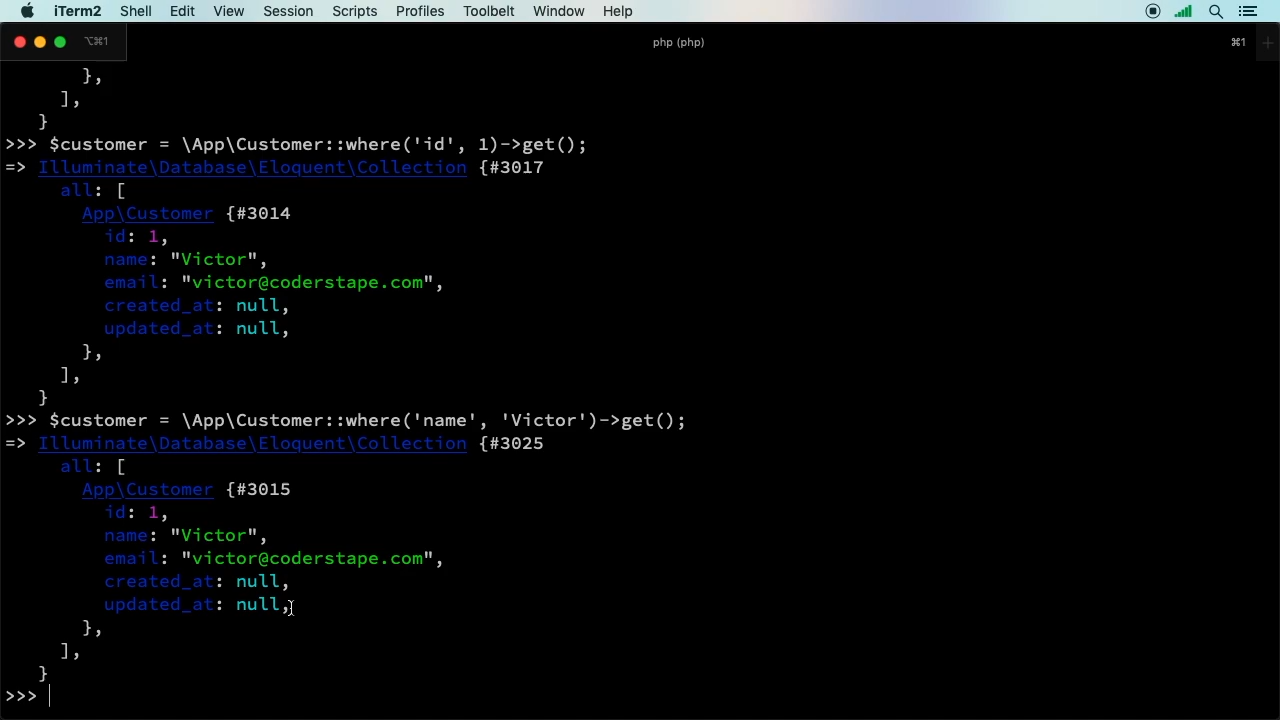 iTerm2 Shell Edit View Session Scripts Profiles Toolbelt Window Help
⌥⌘1 php (php) ⌘1 +
},
],
}
>>> $customer = \App\Customer::where('id', 1)->get();
=> Illuminate\Database\Eloquent\Collection {#3017
all: [
App\Customer {#3014
id: 1,
name: "Victor",
email: "victor@coderstape.com",
created_at: null,
updated_at: null,
},
],
}
>>> $customer = \App\Customer::where('name', 'Victor')->get();
=> Illuminate\Database\Eloquent\Collection {#3025
all: [
App\Customer {#3015
id: 1,
name: "Victor",
email: "victor@coderstape.com",
created_at: null,
updated_at: null,
},
],
}
>>>